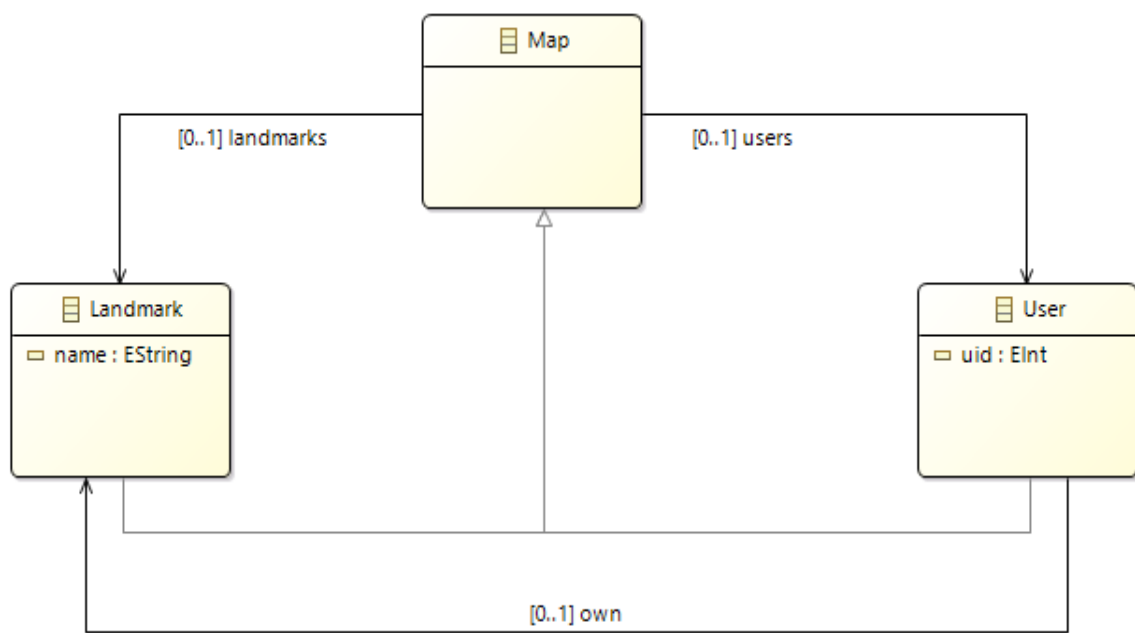 Map
[0..1] landmarks
[0..1] users
Landmark
name : EString
User
uid : EInt
[0..1] own